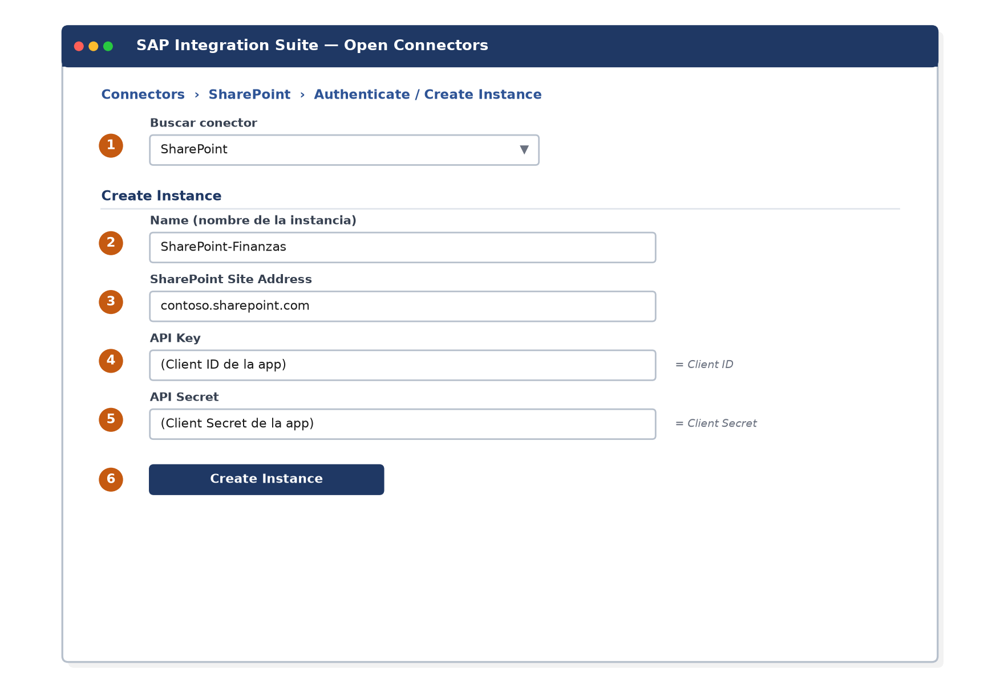 SAP Integration Suite — Open Connectors
Connectors › SharePoint › Authenticate / Create Instance
Buscar conector
1 SharePoint ▼
Create Instance
Name (nombre de la instancia)
2 SharePoint-Finanzas
SharePoint Site Address
3 contoso.sharepoint.com
API Key
4 (Client ID de la app) = Client ID
API Secret
5 (Client Secret de la app) = Client Secret
6 Create Instance